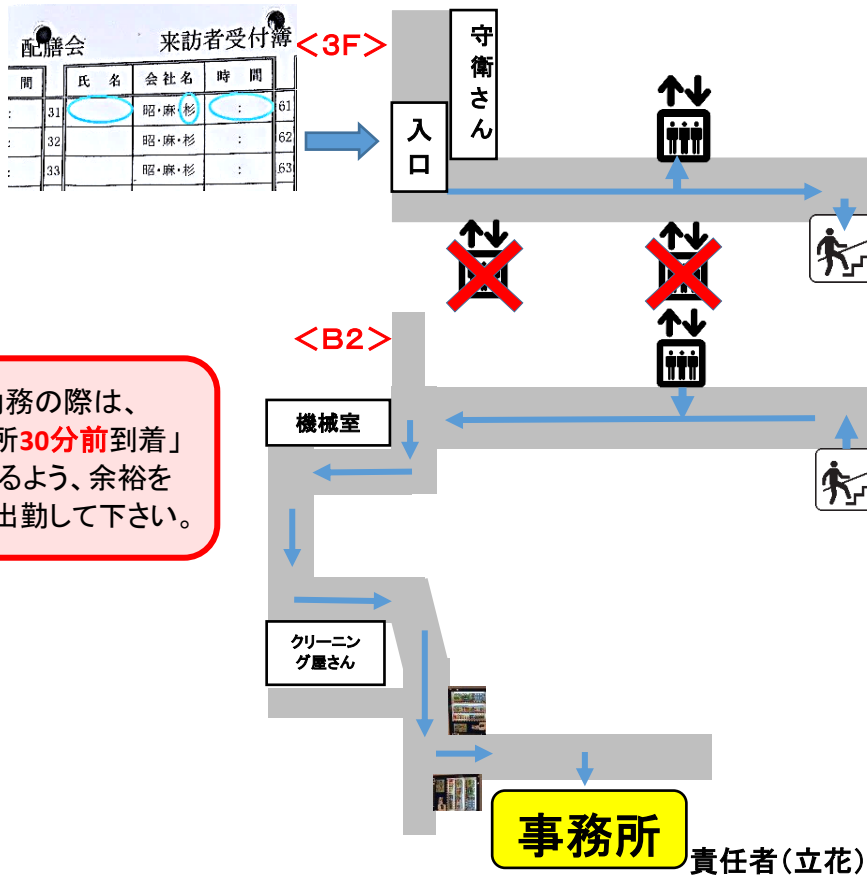 配膳会 来訪者受付簿
間 氏 名 会社名 時 間
: 31 昭・麻・杉 : 61
: 32 昭・麻・杉 : 62
: 33 昭・麻・杉 : 63
<3F>
守衛さん
入口
<B2>
務の際は、
所30分前到着」
るよう、余裕を
出勤して下さい。
機械室
クリーニン
グ屋さん
事務所
責任者(立花)